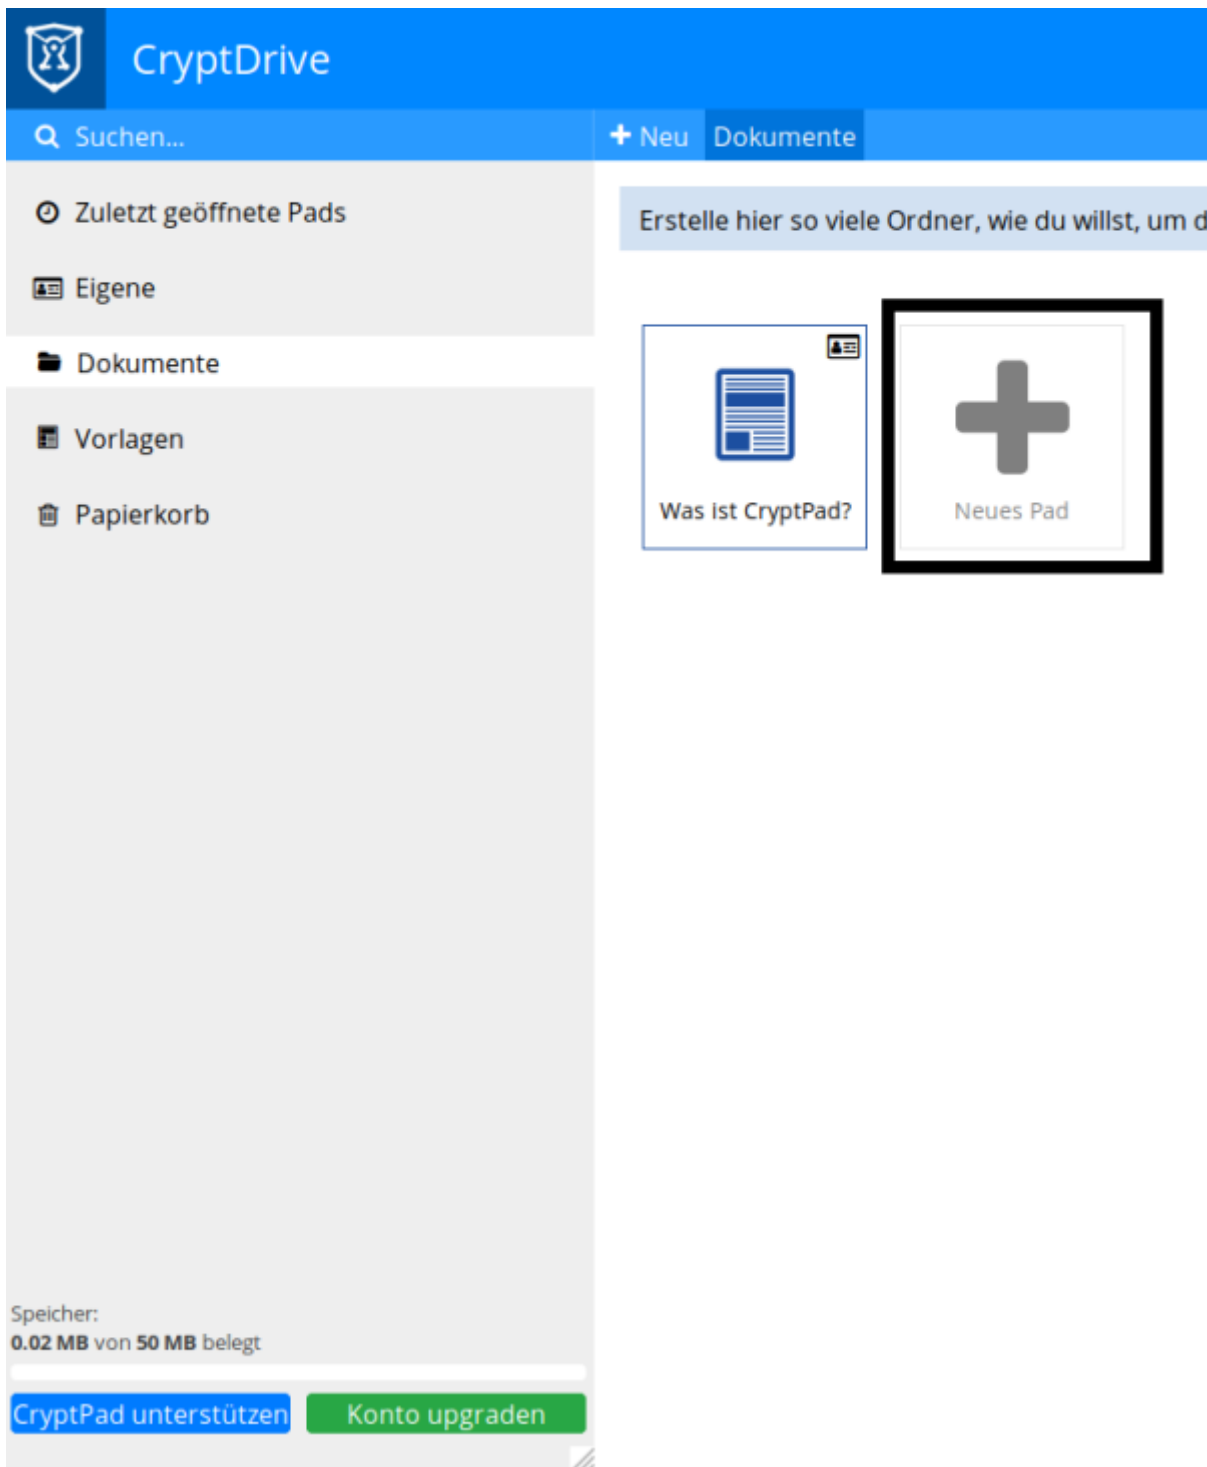 CryptDrive
Suchen...
Neu
Dokumente
Zuletzt geöffnete Pads
Eigene
Dokumente
Vorlagen
Papierkorb
Erstelle hier so viele Ordner, wie du willst, um d
Was ist CryptPad?
Neues Pad
Speicher:
0.02 MB von 50 MB belegt
CryptPad unterstützen
Konto upgraden